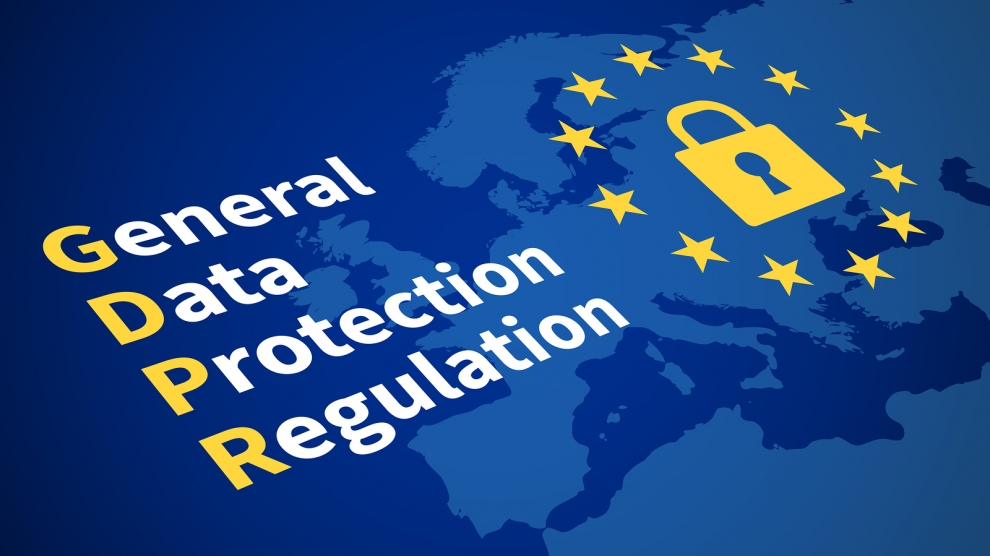 General
Data
Protection
Regulation